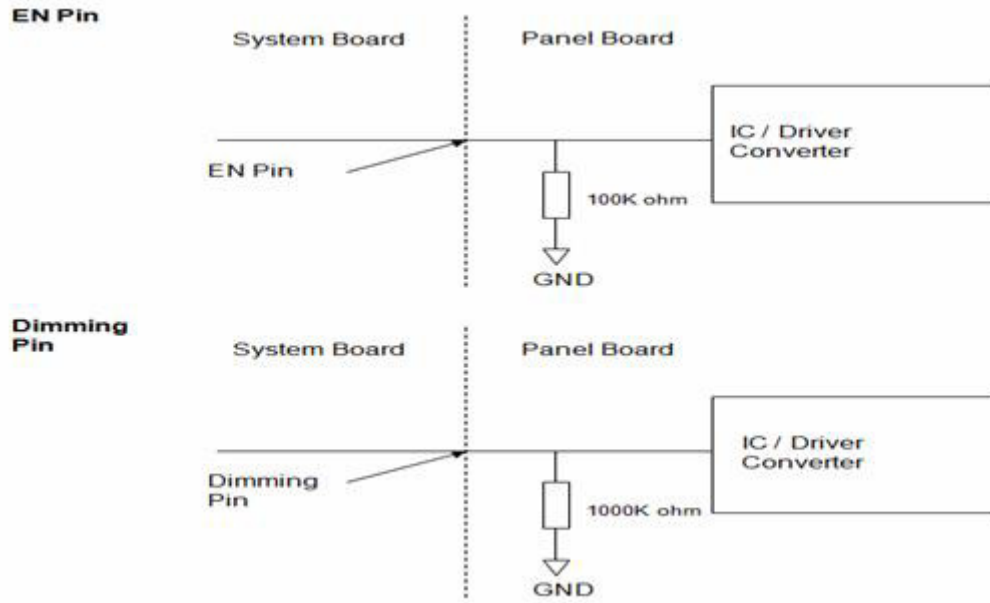 EN Pin
System Board
Panel Board
IC / Driver
Converter
EN Pin
100K ohm
GND
Dimming
Pin
System Board
Panel Board
IC / Driver
Converter
Dimming
Pin
1000K ohm
GND